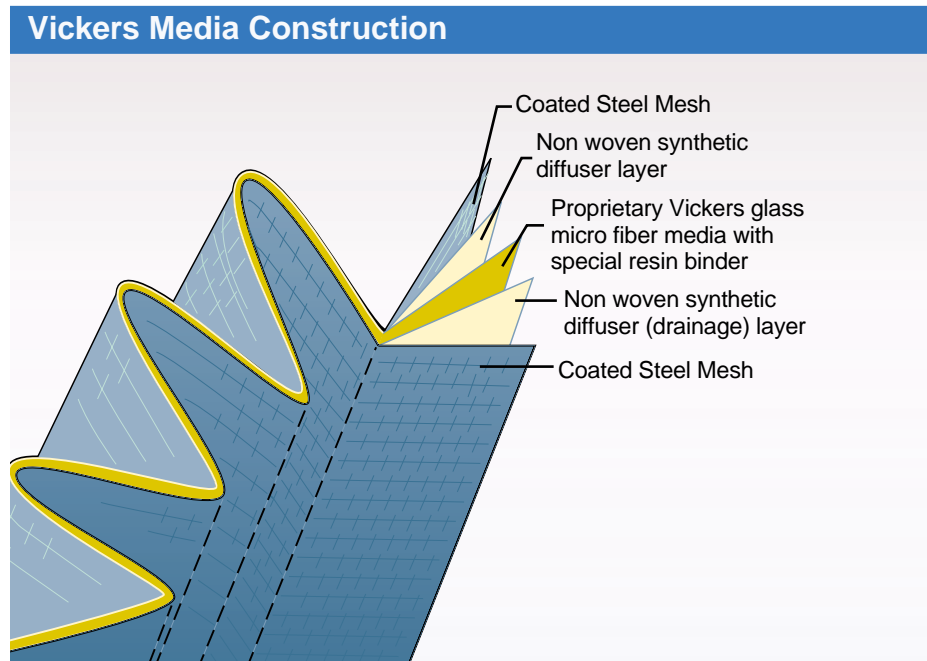 Vickers Media Construction
Coated Steel Mesh
Non woven synthetic
diffuser layer
Proprietary Vickers glass
micro fiber media with
special resin binder
Non woven synthetic
diffuser (drainage) layer
Coated Steel Mesh